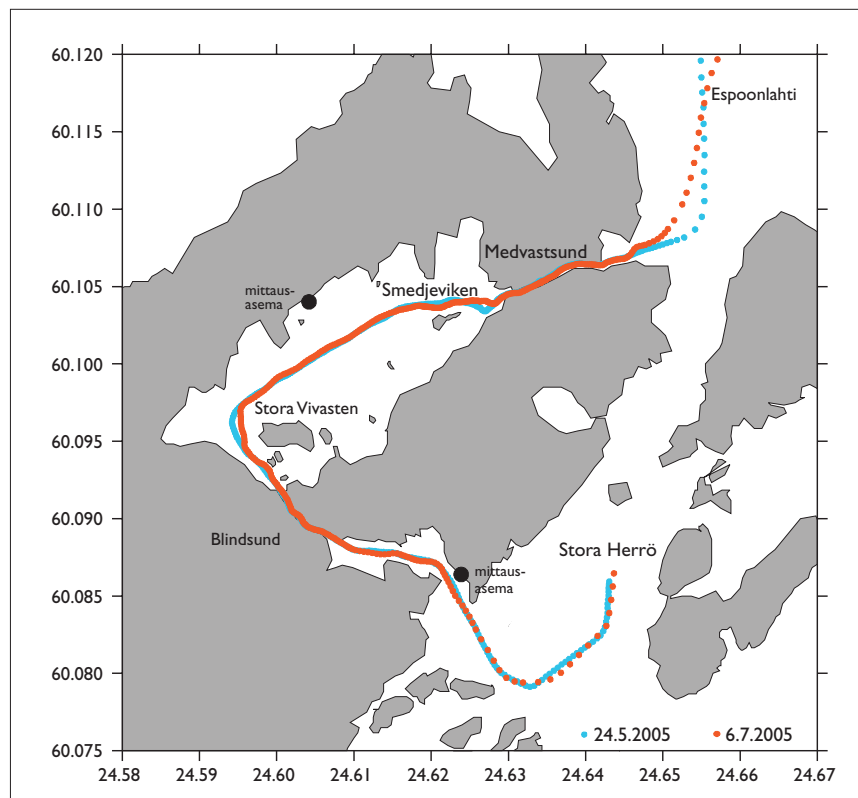 60.120
Espoonlahti
60.115
60.110
Medvastsund
60.105
mittaus-
asema
Smedjeviken
60.100
Stora Vivasten
60.095
60.090
Blindsund
Stora Herrö
mittaus-
asema
60.085
60.080
24.5.2005 6.7.2005
60.075
24.58 24.59 24.60 24.61 24.62 24.63 24.64 24.65 24.66 24.67